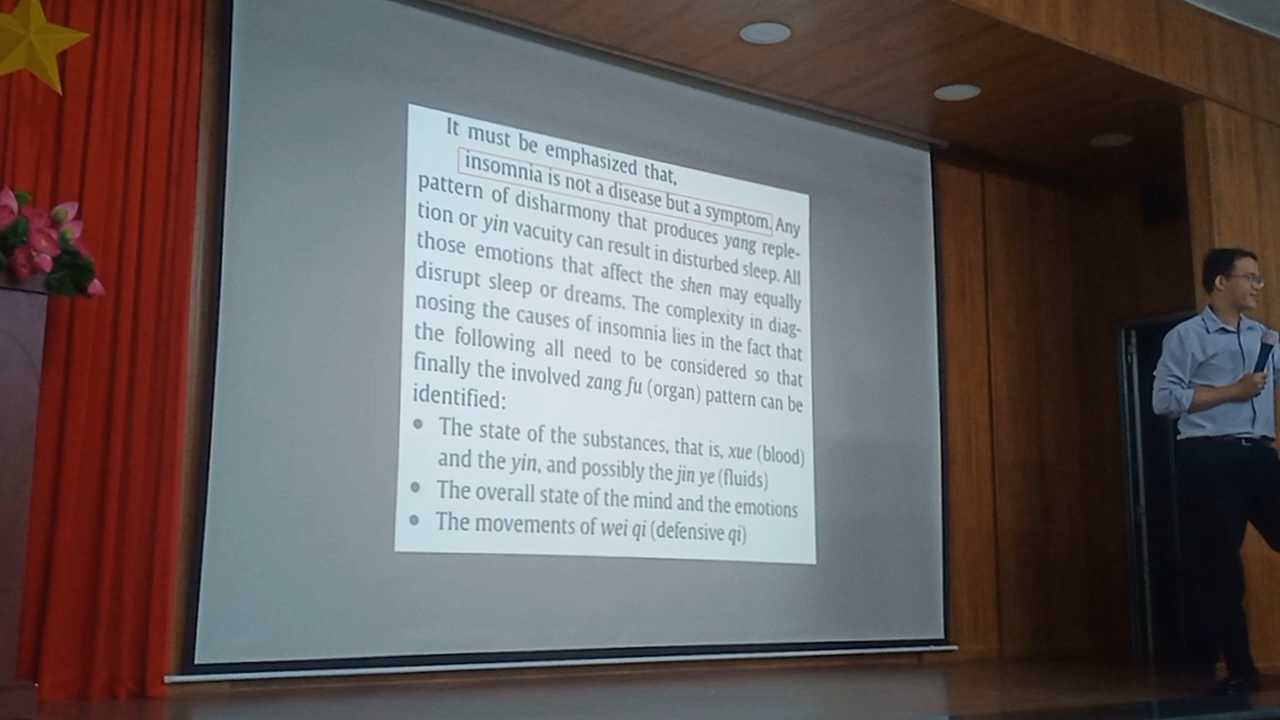 It must be emphasized that,
insomnia is not a disease but a symptom. Any
pattern of disharmony that produces yang reple-
tion or yin vacuity can result in disturbed sleep. All
those emotions that affect the shen may equally
disrupt sleep or dreams. The complexity in diag-
nosing the causes of insomnia lies in the fact that
the following all need to be considered so that
finally the involved zang fu (organ) pattern can be
identified:
• The state of the substances, that is, xue (blood)
and the yin, and possibly the jin ye (fluids)
• The overall state of the mind and the emotions
• The movements of wei qi (defensive qi)